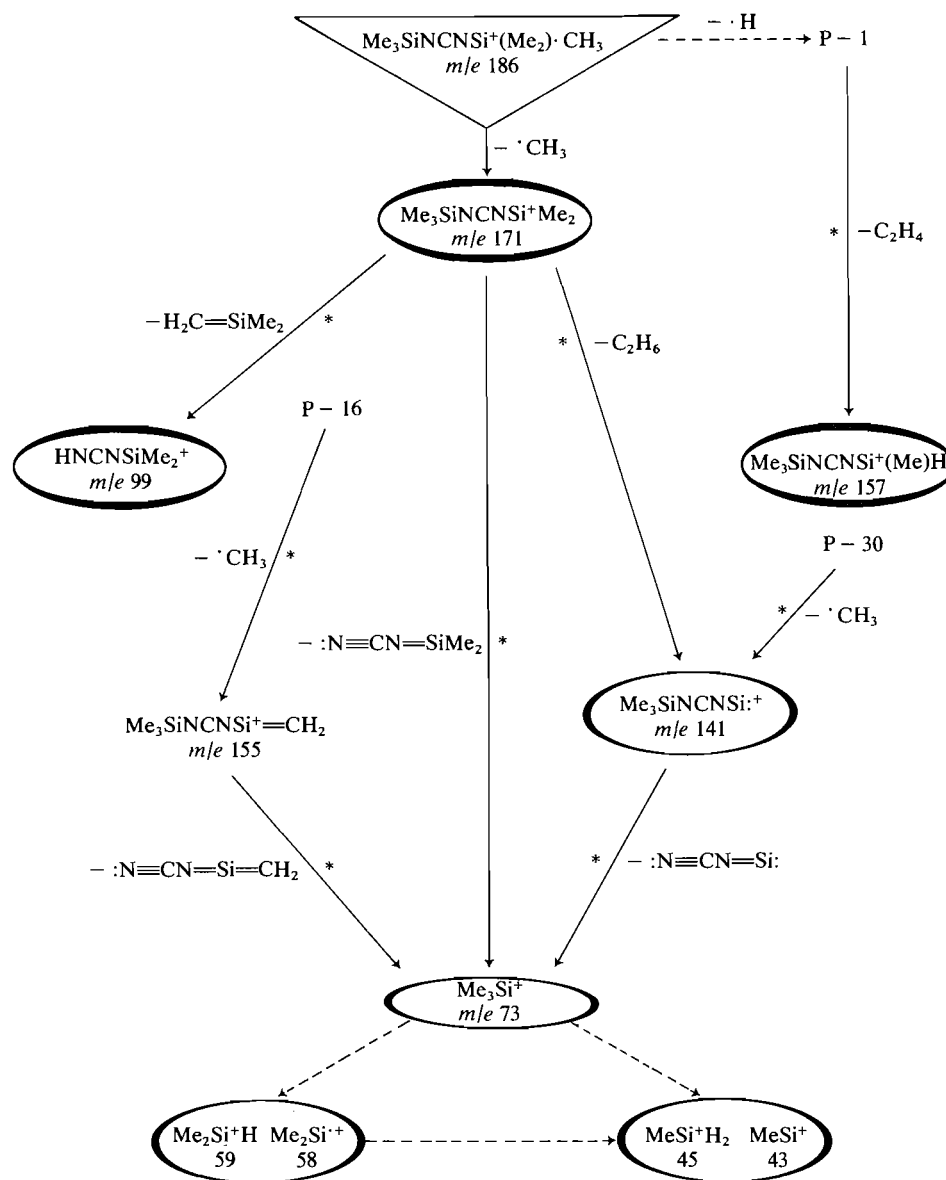 − ·H
Me₃SiNCNSi⁺(Me₂)·CH₃
m/e 186
P − 1
− ·CH₃
Me₃SiNCNSi⁺Me₂
m/e 171
* −C₂H₄
−H₂C=SiMe₂ *
* −C₂H₆
P − 16
HNCNSiMe₂⁺
m/e 99
Me₃SiNCNSi⁺(Me)H
m/e 157
P − 30
− ·CH₃ *
* − ·CH₃
− :N≡CN=SiMe₂ *
Me₃SiNCNSi⁺=CH₂
m/e 155
Me₃SiNCNSi:⁺
m/e 141
− :N≡CN=Si=CH₂ *
* − :N≡CN=Si:
Me₃Si⁺
m/e 73
Me₂Si⁺H Me₂Si·⁺
59 58
MeSi⁺H₂ MeSi⁺
45 43